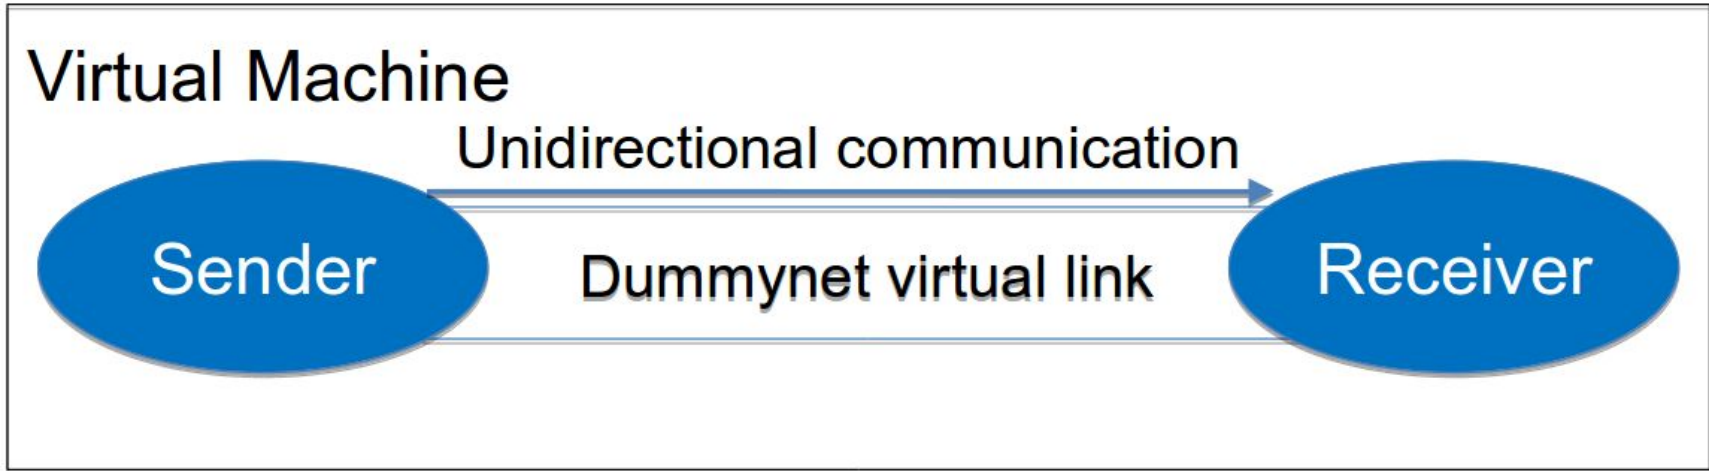 Virtual Machine
Unidirectional communication
Sender
Dummynet virtual link
Receiver